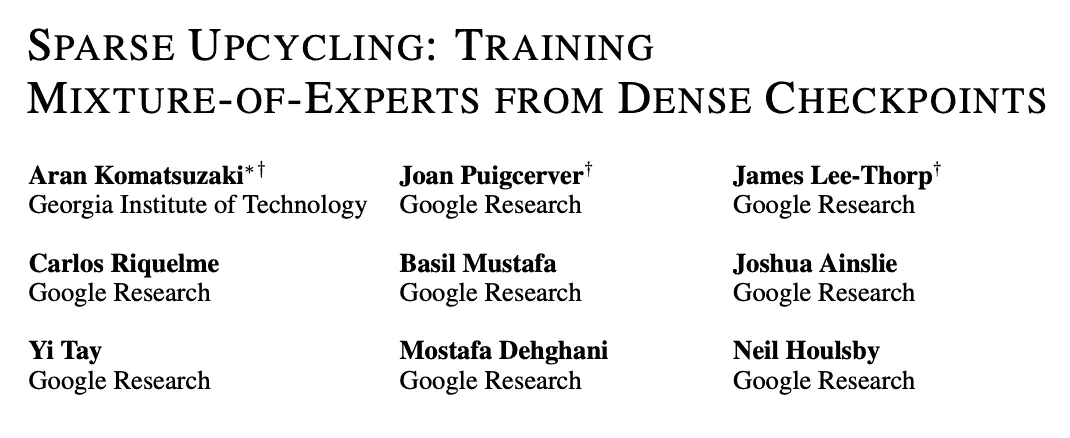 SPARSE UPCYCLING: TRAINING
MIXTURE-OF-EXPERTS FROM DENSE CHECKPOINTS
Aran Komatsuzaki*† Joan Puigcerver† James Lee-Thorp†
Georgia Institute of Technology Google Research Google Research
Carlos Riquelme Basil Mustafa Joshua Ainslie
Google Research Google Research Google Research
Yi Tay Mostafa Dehghani Neil Houlsby
Google Research Google Research Google Research